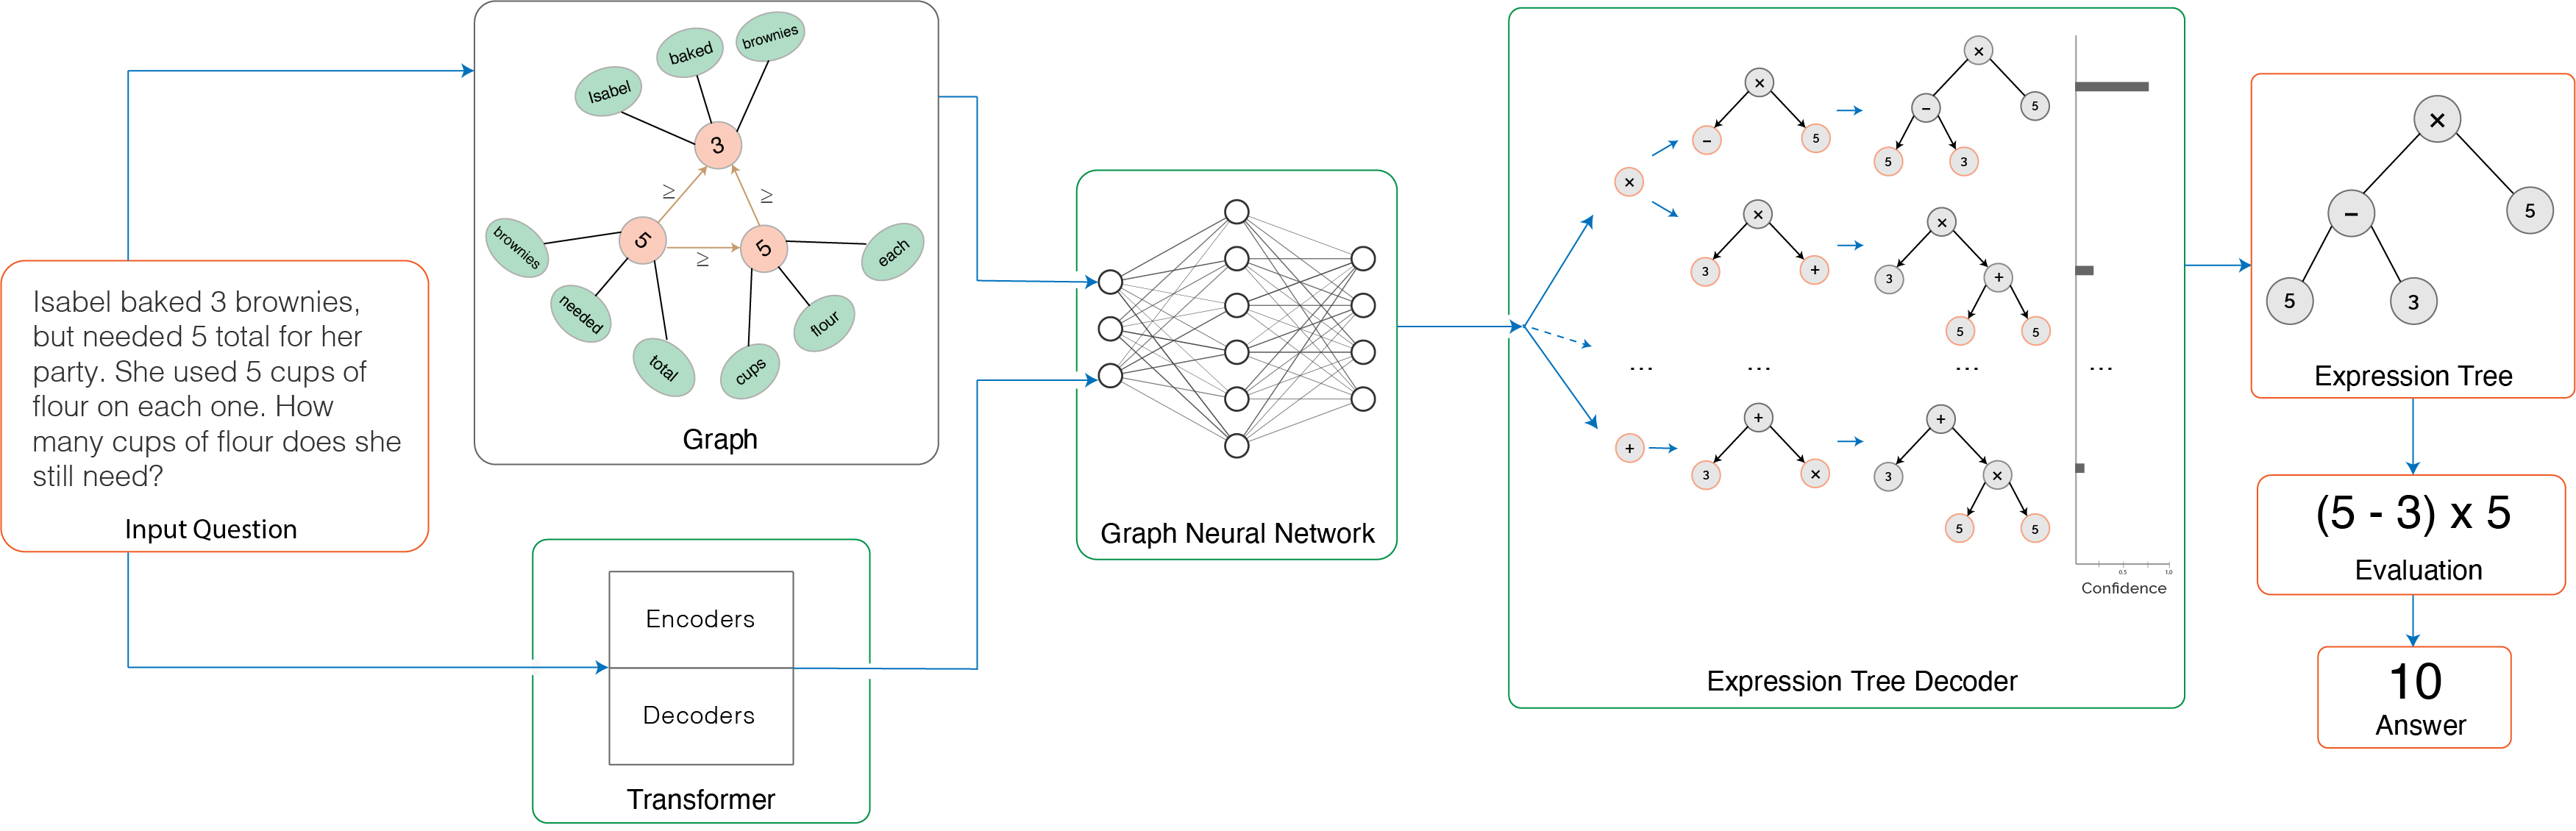 Isabel baked 3 brownies,
but needed 5 total for her
party. She used 5 cups of
flour on each one. How
many cups of flour does she
still need?
Input Question
Isabel
baked
brownies
3
≥
≥
5
≥
5
brownies
needed
total
cups
flour
each
Graph
Encoders
Decoders
Transformer
Graph Neural Network
×
×
−
5
×
−
5
5
3
×
3
+
×
3
+
5
5
...
...
...
...
+
+
3
×
+
3
×
5
5
0.5
1.0
Confidence
Expression Tree Decoder
×
−
5
5
3
Expression Tree
(5 - 3) x 5
Evaluation
10
Answer